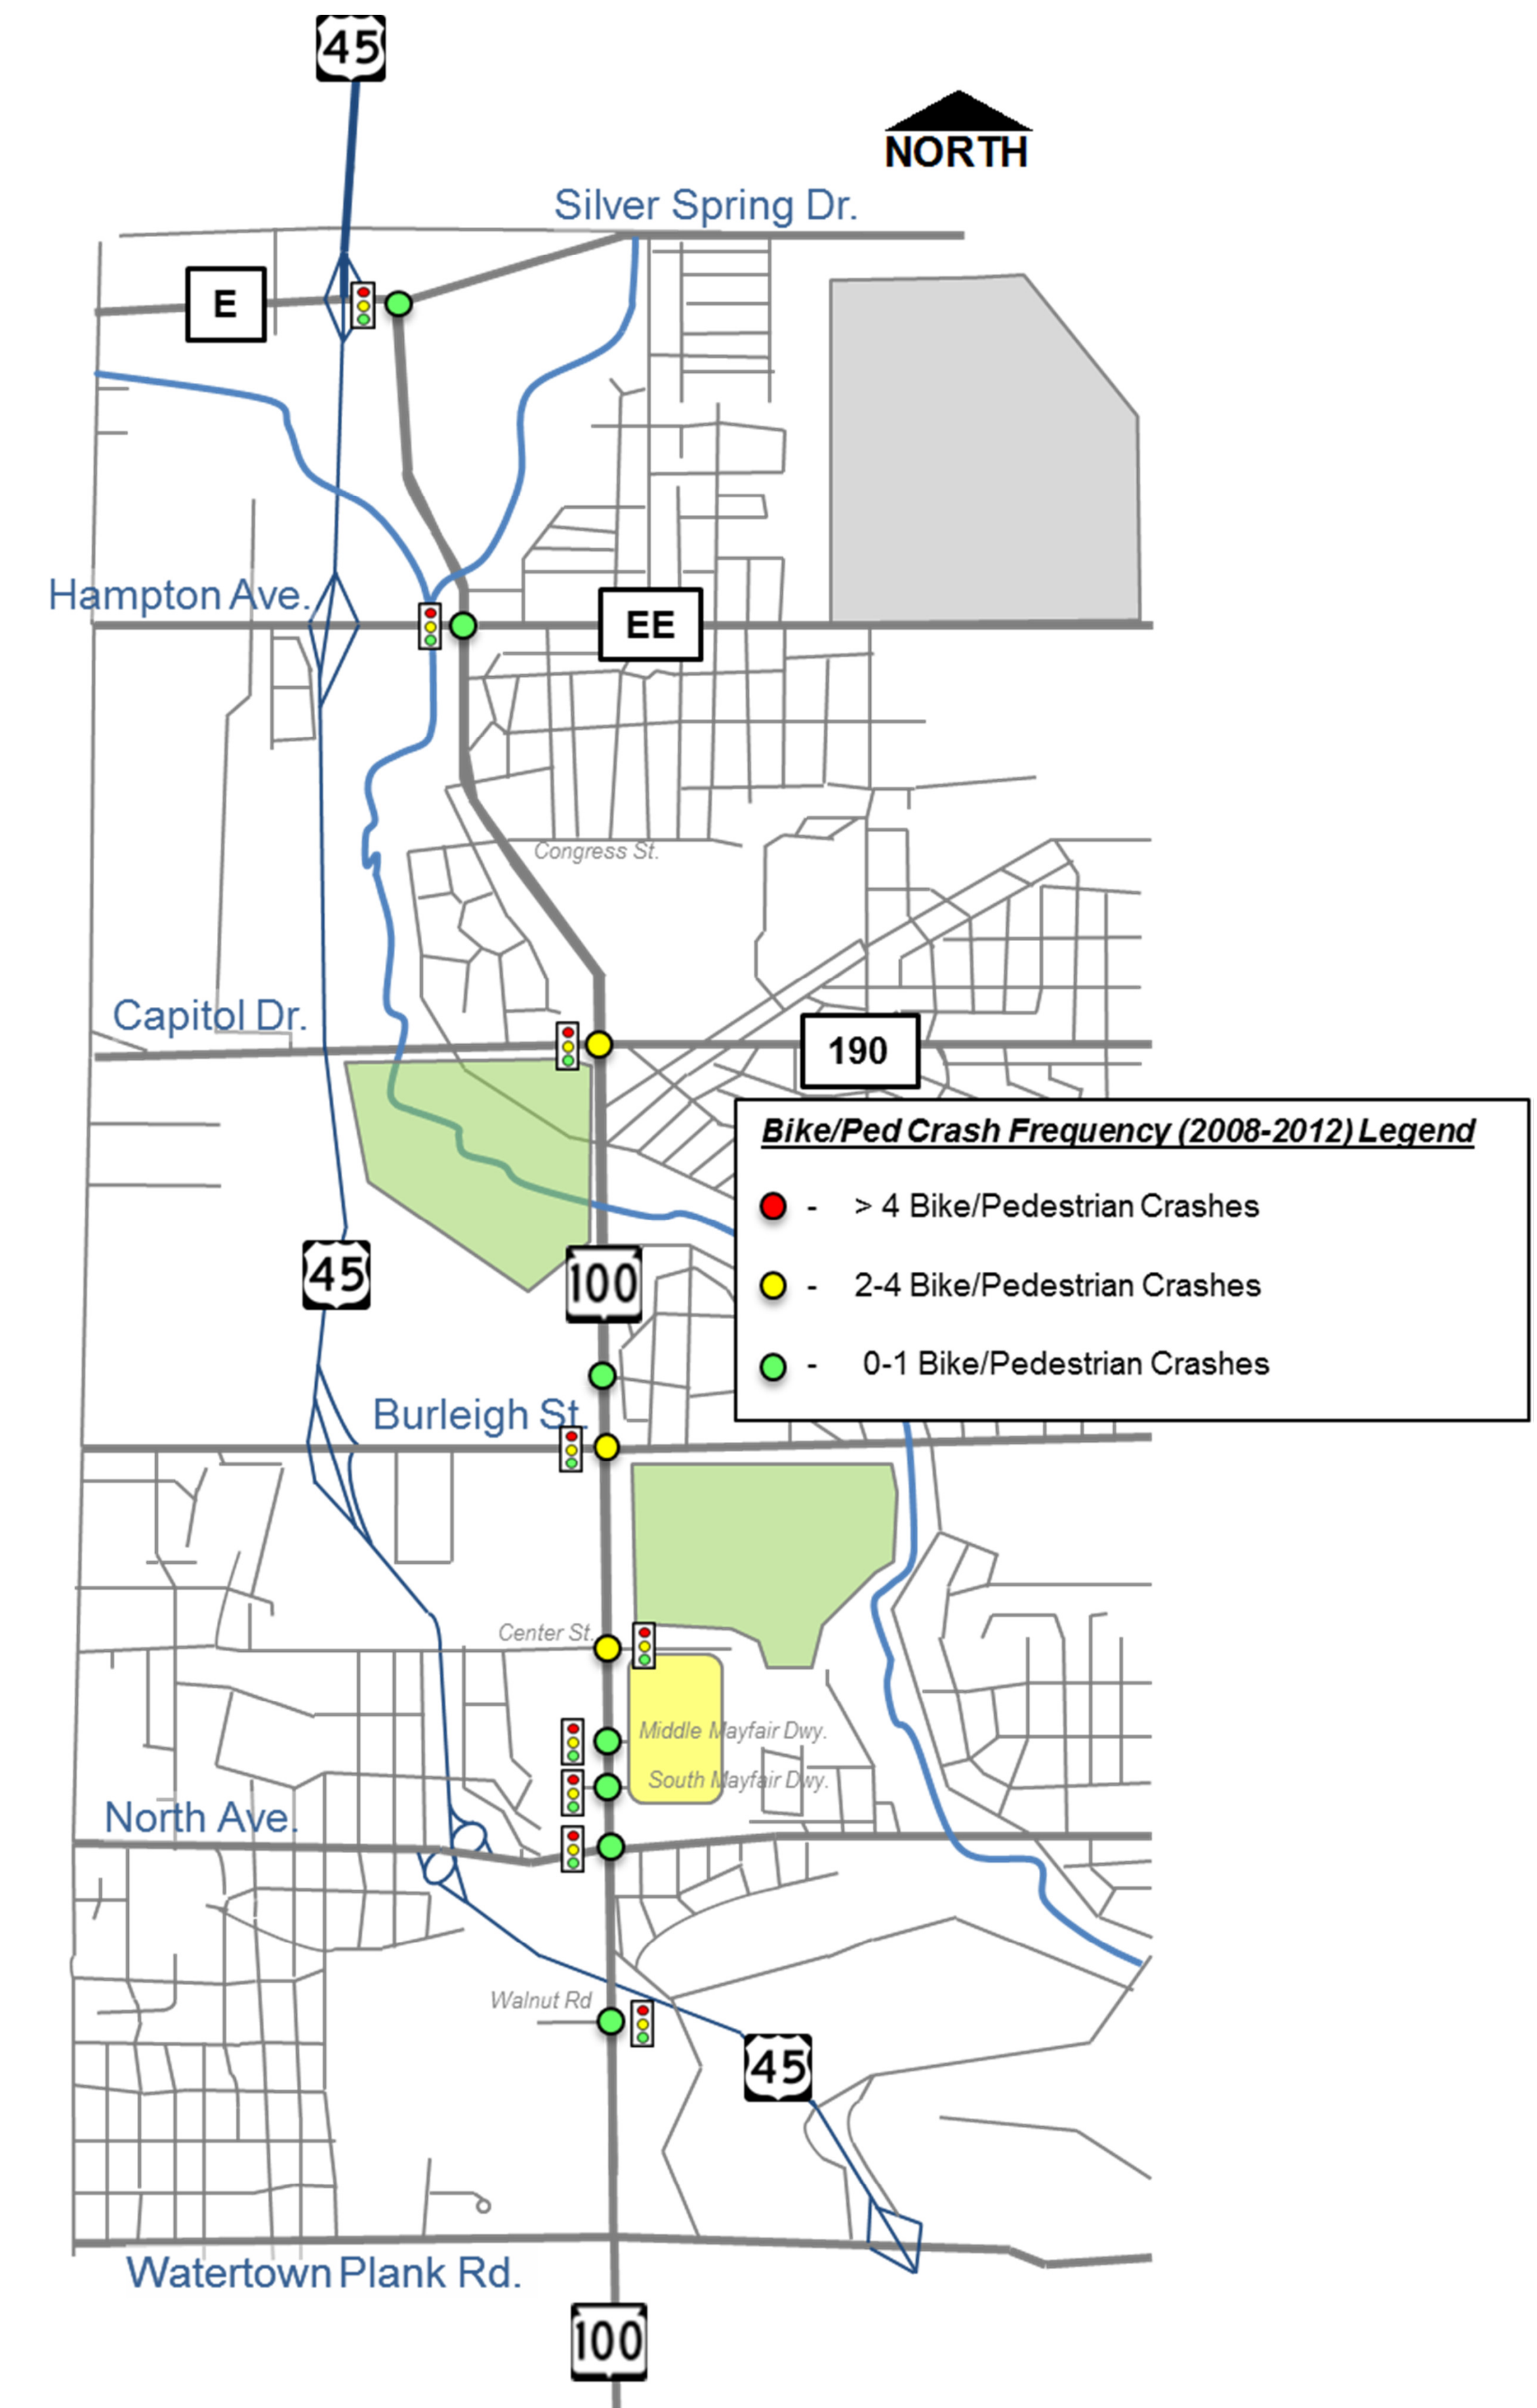 45
NORTH
Silver Spring Dr.
E
Hampton Ave.
EE
Congress St.
Capitol Dr.
190
Bike/Ped Crash Frequency (2008-2012) Legend
- > 4 Bike/Pedestrian Crashes
- 2-4 Bike/Pedestrian Crashes
- 0-1 Bike/Pedestrian Crashes
45
100
Burleigh St.
Center St.
Middle Mayfair Dwy.
South Mayfair Dwy.
North Ave.
Walnut Rd
45
Watertown Plank Rd.
100